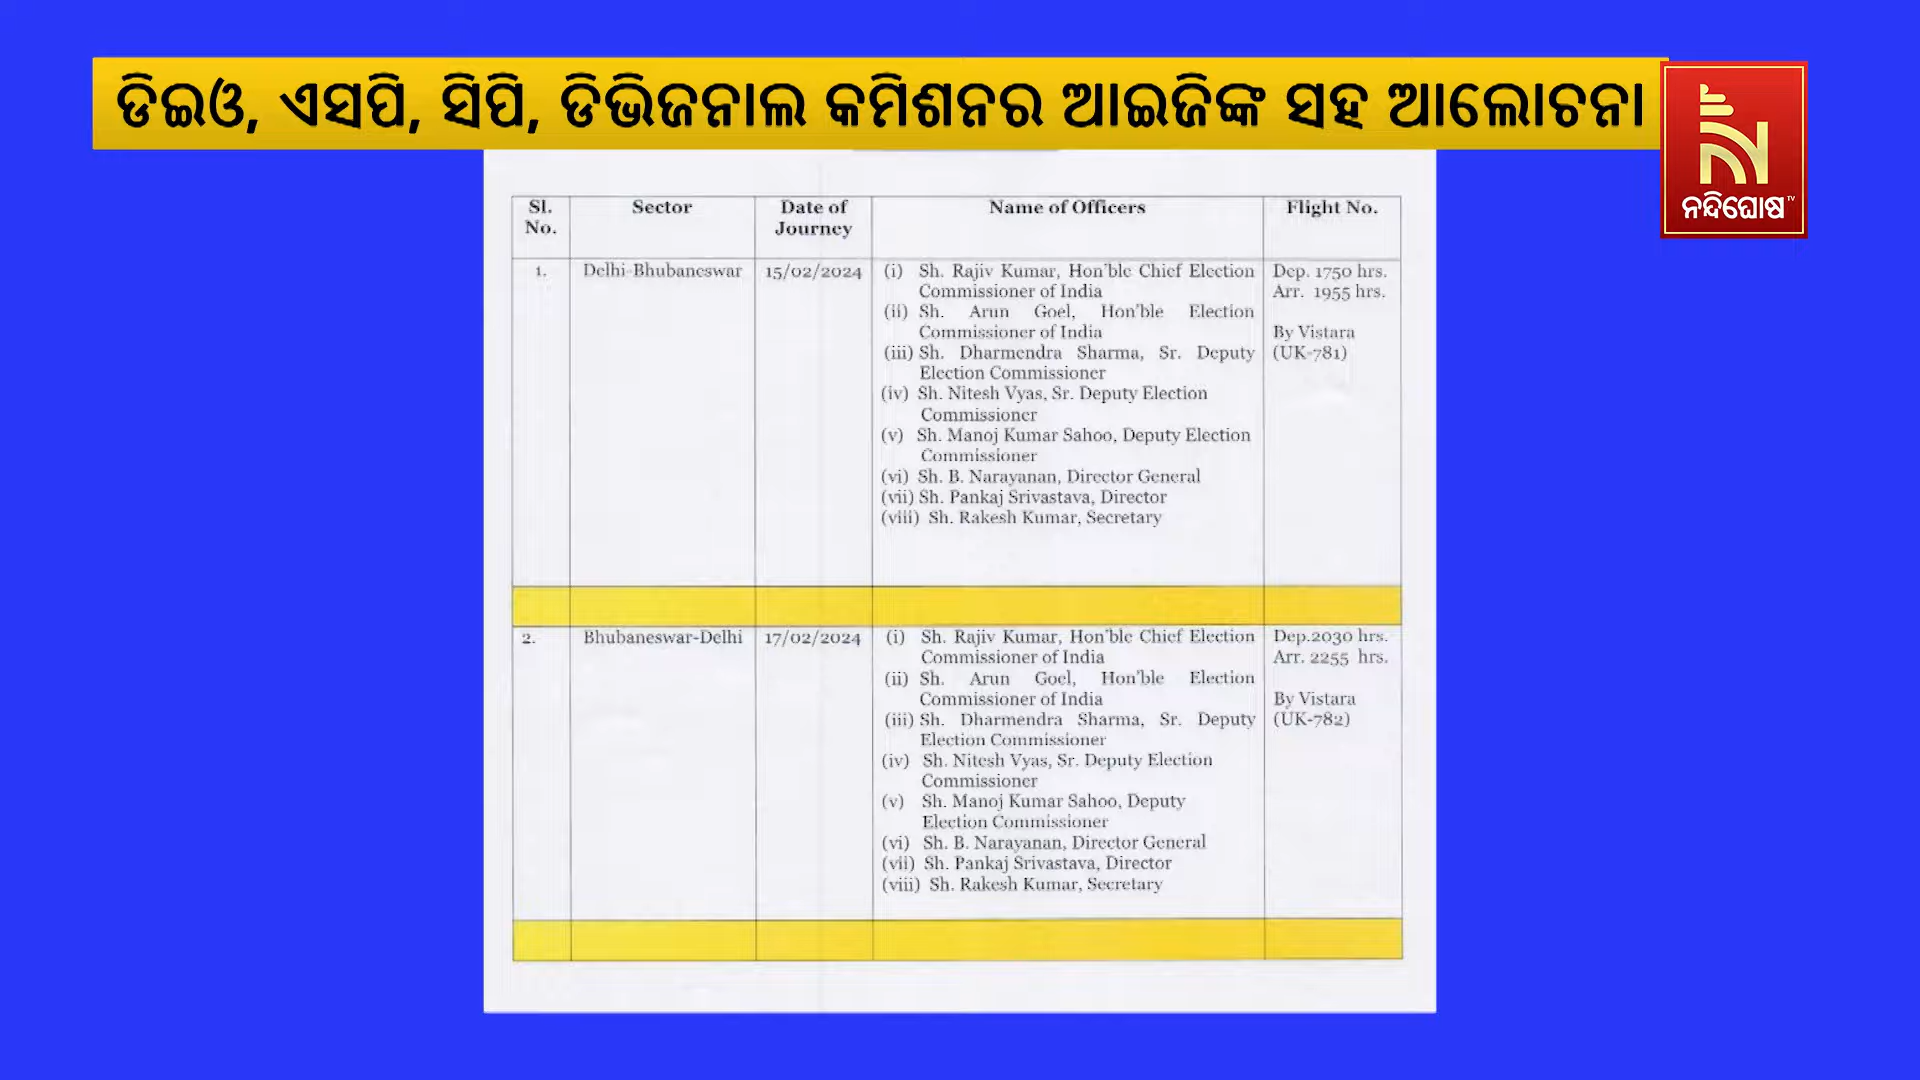 ଡିଇଓ, ଏସପି, ସିପି, ଡିଭିଜନାଲ କମିଶନର ଆଇଜିଙ୍କ ସହ ଆଲୋଚନା
ନନ୍ଦିଘୋଷ TV
Sl. No. Sector Date of Journey Name of Officers Flight No.
1. Delhi-Bhubaneswar 15/02/2024 (i) Sh. Rajiv Kumar, Hon'ble Chief Election Dep. 1750 hrs.
Commissioner of India Arr. 1955 hrs.
(ii) Sh. Arun Goel, Hon'ble Election
Commissioner of India By Vistara
(iii) Sh. Dharmendra Sharma, Sr. Deputy (UK-781)
Election Commissioner
(iv) Sh. Nitesh Vyas, Sr. Deputy Election
Commissioner
(v) Sh. Manoj Kumar Sahoo, Deputy Election
Commissioner
(vi) Sh. B. Narayanan, Director General
(vii) Sh. Pankaj Srivastava, Director
(viii) Sh. Rakesh Kumar, Secretary
2. Bhubaneswar-Delhi 17/02/2024 (i) Sh. Rajiv Kumar, Hon'ble Chief Election Dep.2030 hrs.
Commissioner of India Arr. 2255 hrs.
(ii) Sh. Arun Goel, Hon'ble Election
Commissioner of India By Vistara
(iii) Sh. Dharmendra Sharma, Sr. Deputy (UK-782)
Election Commissioner
(iv) Sh. Nitesh Vyas, Sr. Deputy Election
Commissioner
(v) Sh. Manoj Kumar Sahoo, Deputy
Election Commissioner
(vi) Sh. B. Narayanan, Director General
(vii) Sh. Pankaj Srivastava, Director
(viii) Sh. Rakesh Kumar, Secretary